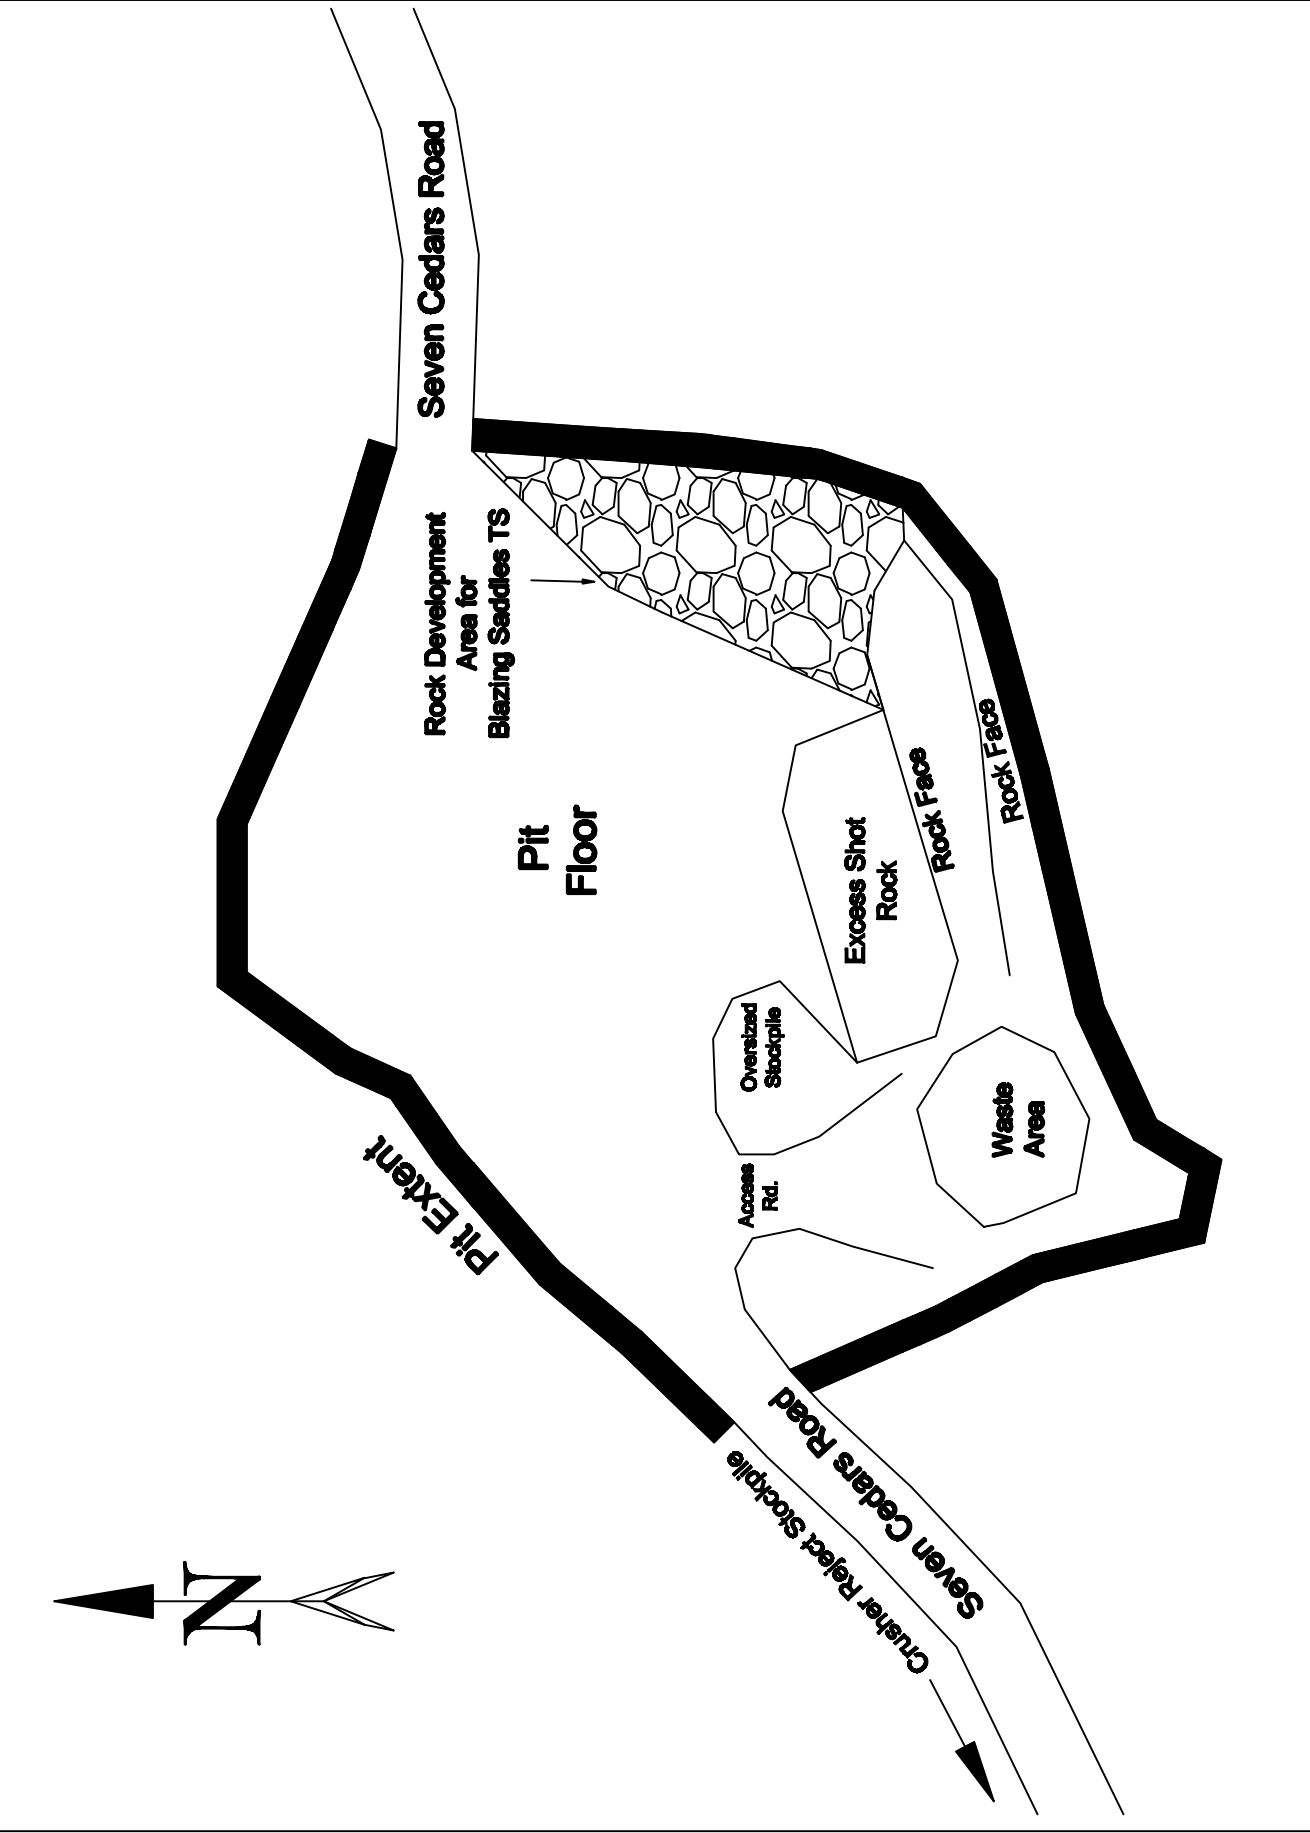 Seven Cedars Road
Rock Development
Area for
Blazing Saddles TS
Pit
Floor
Rock Face
Rock Face
Excess Shot
Rock
Oversized
Stockpile
Waste
Area
Access
Rd.
Pit Extent
Seven Cedars Road
Crusher Reject Stockpile
N